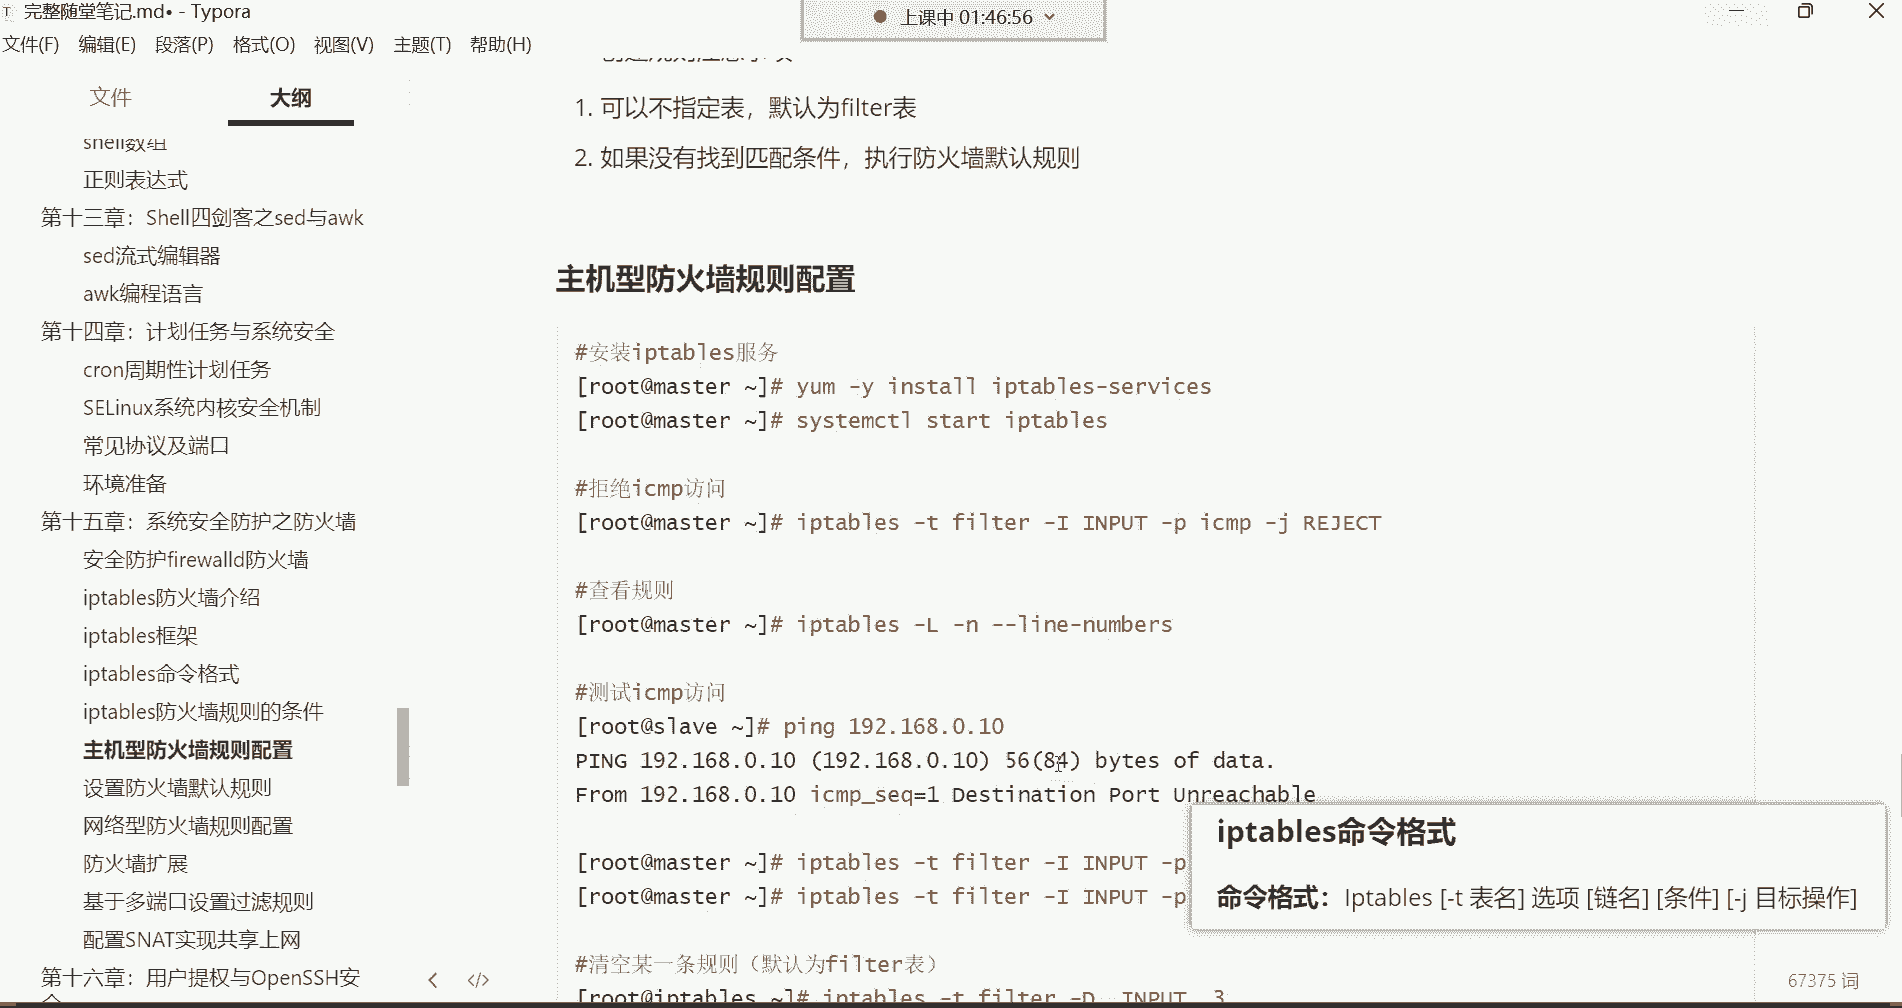 完整随堂笔记.md• - Typora
上课中 01:46:56
文件(F) 编辑(E) 段落(P) 格式(O) 视图(V) 主题(T) 帮助(H)
文件 大纲
shell数组
正则表达式
第十三章：Shell四剑客之sed与awk
sed流式编辑器
awk编程语言
第十四章：计划任务与系统安全
cron周期性计划任务
SELinux系统内核安全机制
常见协议及端口
环境准备
第十五章：系统安全防护之防火墙
安全防护firewalld防火墙
iptables防火墙介绍
iptables框架
iptables命令格式
iptables防火墙规则的条件
主机型防火墙规则配置
设置防火墙默认规则
网络型防火墙规则配置
防火墙扩展
基于多端口设置过滤规则
配置SNAT实现共享上网
第十六章：用户提权与OpenSSH安
1. 可以不指定表，默认为filter表
2. 如果没有找到匹配条件，执行防火墙默认规则
主机型防火墙规则配置
#安装iptables服务
[root@master ~]# yum -y install iptables-services
[root@master ~]# systemctl start iptables
#拒绝icmp访问
[root@master ~]# iptables -t filter -I INPUT -p icmp -j REJECT
#查看规则
[root@master ~]# iptables -L -n --line-numbers
#测试icmp访问
[root@slave ~]# ping 192.168.0.10
PING 192.168.0.10 (192.168.0.10) 56(84) bytes of data.
From 192.168.0.10 icmp_seq=1 Destination Port Unreachable
[root@master ~]# iptables -t filter -I INPUT -p
[root@master ~]# iptables -t filter -I INPUT -p
#清空某一条规则（默认为filter表）
[root@iptables ~]# iptables -t filter -D INPUT 3
iptables命令格式
命令格式：Iptables [-t 表名] 选项 [链名] [条件] [-j 目标操作]
67375 词